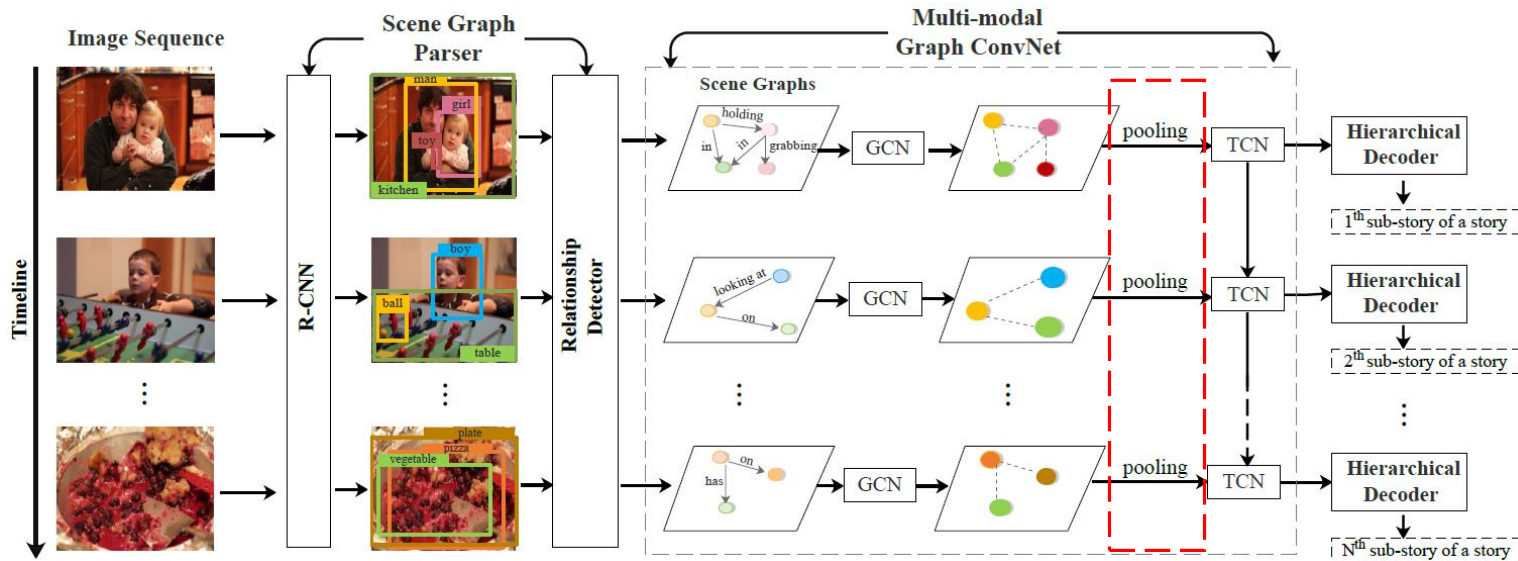 Image Sequence
Scene Graph
Parser
Multi-modal
Graph ConvNet
Timeline
R-CNN
Relationship
Detector
Scene Graphs
man
girl
toy
kitchen
holding
in
in
grabbing
GCN
pooling
TCN
Hierarchical
Decoder
1th sub-story of a story
boy
ball
table
looking at
on
GCN
pooling
TCN
Hierarchical
Decoder
2th sub-story of a story
plate
pizza
vegetable
on
has
GCN
pooling
TCN
Hierarchical
Decoder
Nth sub-story of a story